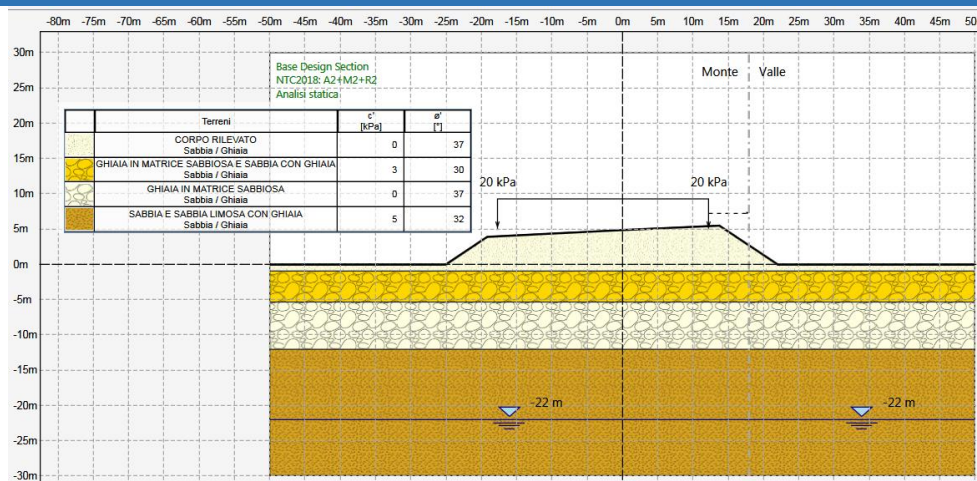 -80m -75m -70m -65m -60m -55m -50m -45m -40m -35m -30m -25m -20m -15m -10m -5m 0m 5m 10m 15m 20m 25m 30m 35m 40m 45m 50
30m
Base Design Section
NTC2018: A2+M2+R2
Analisi statica
Monte Valle
25m
20m
Terreni c' [kPa] ø' [°]
CORPO RILEVATO
Sabbia / Ghiaia 0 37
15m
GHIAIA IN MATRICE SABBIOSA E SABBIA CON GHIAIA
Sabbia / Ghiaia 3 30
10m
GHIAIA IN MATRICE SABBIOSA
Sabbia / Ghiaia 0 37
20 kPa 20 kPa
5m
SABBIA E SABBIA LIMOSA CON GHIAIA
Sabbia / Ghiaia 5 32
0m
-5m
-10m
-15m
-20m
-22 m -22 m
-25m
-30m